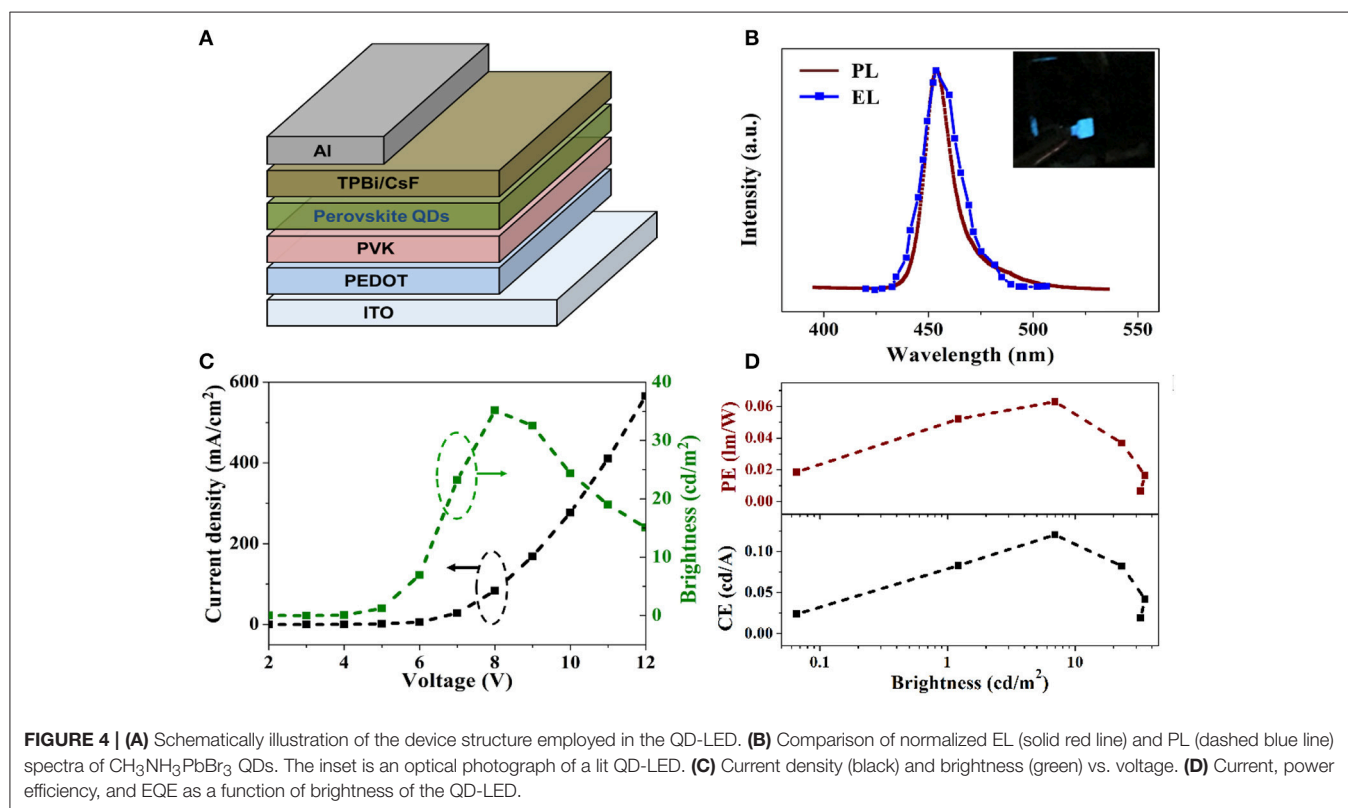 A
Al
TPBi/CsF
Perovskite QDs
PVK
PEDOT
ITO
B
PL
EL
Intensity (a.u.)
400 450 500 550
Wavelength (nm)
C
600
400
200
0
Current density (mA/cm²)
40
30
20
10
0
Brightness (cd/m²)
2 4 6 8 10 12
Voltage (V)
D
0.06
0.04
0.02
0.00
PE (lm/W)
0.10
0.05
0.00
CE (cd/A)
0.1 1 10
Brightness (cd/m²)
FIGURE 4 | (A) Schematically illustration of the device structure employed in the QD-LED. (B) Comparison of normalized EL (solid red line) and PL (dashed blue line)
spectra of CH₃NH₃PbBr₃ QDs. The inset is an optical photograph of a lit QD-LED. (C) Current density (black) and brightness (green) vs. voltage. (D) Current, power
efficiency, and EQE as a function of brightness of the QD-LED.